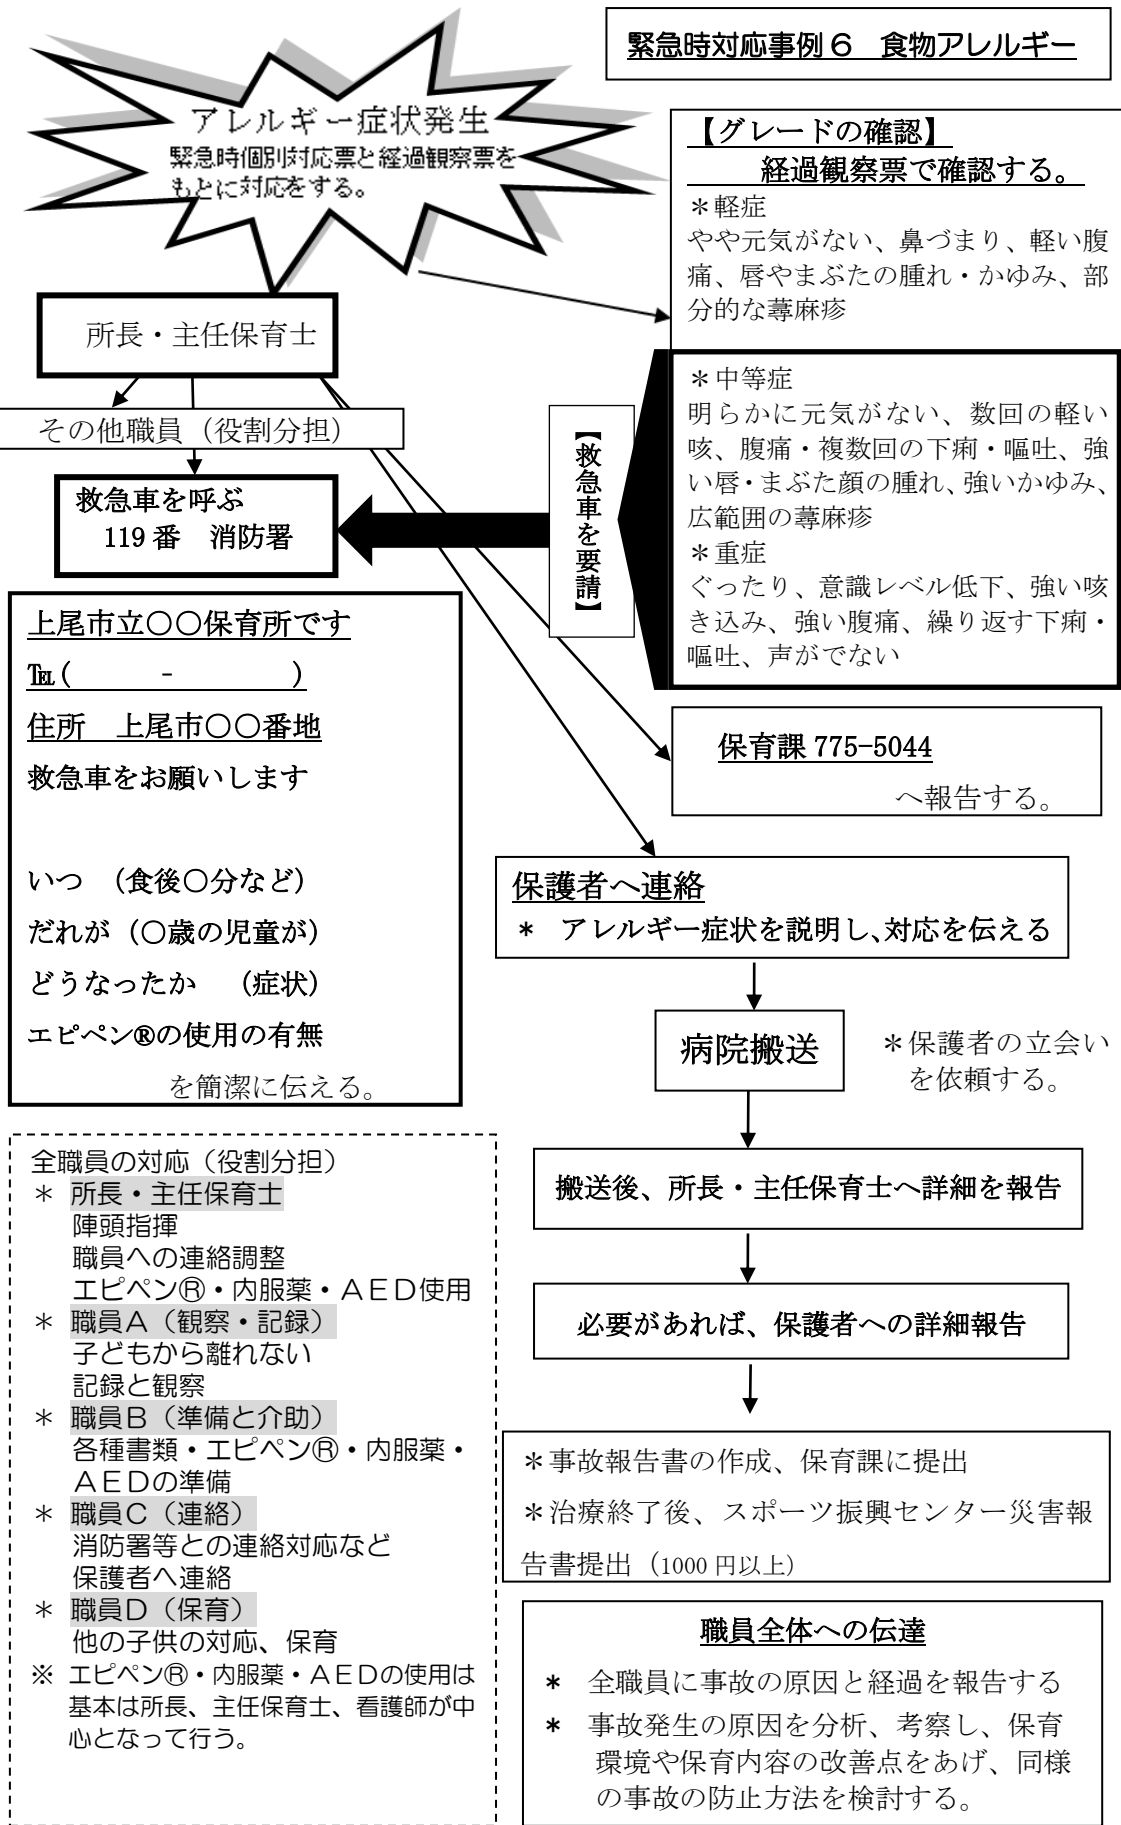 緊急時対応事例６　食物アレルギー
アレルギー症状発生
緊急時個別対応票と経過観察票を
もとに対応をする。
【グレードの確認】
経過観察票で確認する。
＊軽症
やや元気がない、鼻づまり、軽い腹
痛、唇やまぶたの腫れ・かゆみ、部
分的な蕁麻疹
所長・主任保育士
＊中等症
明らかに元気がない、数回の軽い
咳、腹痛・複数回の下痢・嘔吐、強
い唇・まぶた顔の腫れ、強いかゆみ、
広範囲の蕁麻疹
＊重症
ぐったり、意識レベル低下、強い咳
き込み、強い腹痛、繰り返す下痢・
嘔吐、声がでない
その他職員（役割分担）
【救急車を要請】
救急車を呼ぶ
119番　消防署
上尾市立〇〇保育所です
℡(　　　　-　　　　　)
住所　上尾市〇〇番地
救急車をお願いします
いつ　（食後〇分など）
だれが（〇歳の児童が）
どうなったか　（症状）
エピペン®の使用の有無
を簡潔に伝える。
保育課 775-5044
へ報告する。
保護者へ連絡
*　アレルギー症状を説明し、対応を伝える
病院搬送
＊保護者の立会い
を依頼する。
搬送後、所長・主任保育士へ詳細を報告
必要があれば、保護者への詳細報告
＊事故報告書の作成、保育課に提出
＊治療終了後、スポーツ振興センター災害報
告書提出（1000円以上）
全職員の対応（役割分担）
＊　所長・主任保育士
陣頭指揮
職員への連絡調整
エピペン®・内服薬・ＡＥＤ使用
＊　職員Ａ（観察・記録）
子どもから離れない
記録と観察
＊　職員Ｂ（準備と介助）
各種書類・エピペン®・内服薬・
ＡＥＤの準備
＊　職員Ｃ（連絡）
消防署等との連絡対応など
保護者へ連絡
＊　職員Ｄ（保育）
他の子供の対応、保育
※　エピペン®・内服薬・ＡＥＤの使用は
基本は所長、主任保育士、看護師が中
心となって行う。
職員全体への伝達
*　全職員に事故の原因と経過を報告する
*　事故発生の原因を分析、考察し、保育
環境や保育内容の改善点をあげ、同様
の事故の防止方法を検討する。